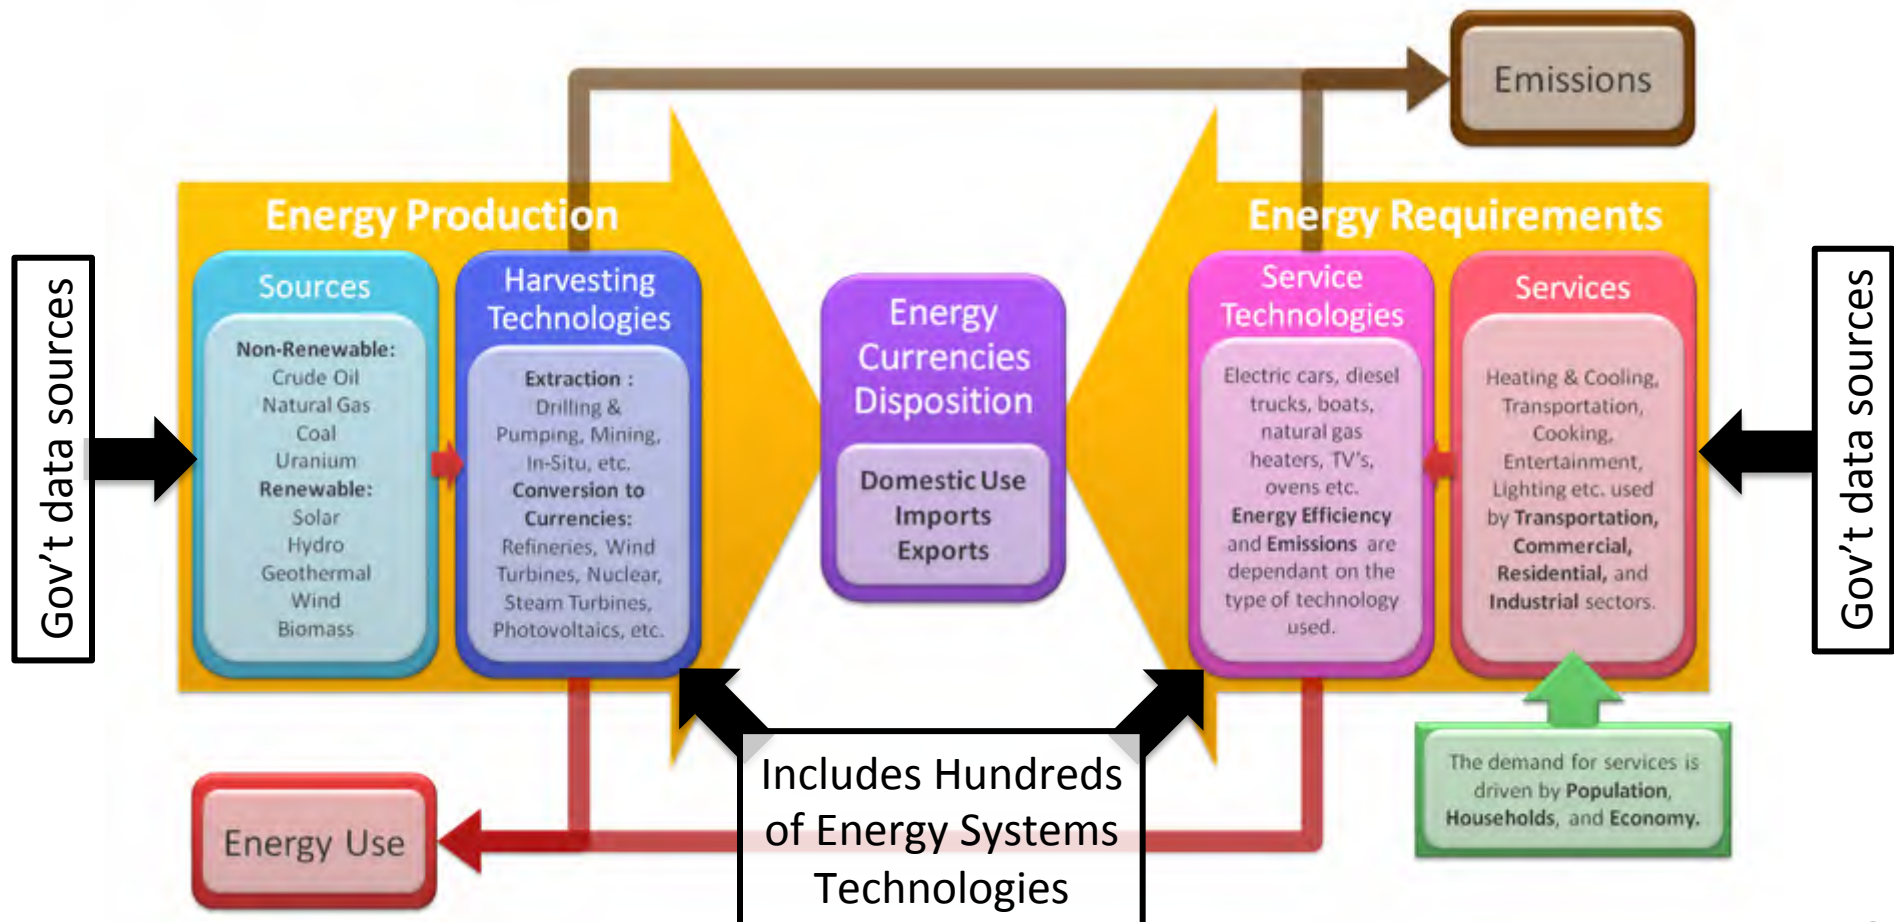 Emissions
Energy Production
Energy Requirements
Gov't data sources
Sources
Non-Renewable:
Crude Oil
Natural Gas
Coal
Uranium
Renewable:
Solar
Hydro
Geothermal
Wind
Biomass
Harvesting
Technologies
Extraction :
Drilling &
Pumping, Mining,
In-Situ, etc.
Conversion to
Currencies:
Refineries, Wind
Turbines, Nuclear,
Steam Turbines,
Photovoltaics, etc.
Energy
Currencies
Disposition
Domestic Use
Imports
Exports
Service
Technologies
Electric cars, diesel
trucks, boats,
natural gas
heaters, TV's,
ovens etc.
Energy Efficiency
and Emissions are
dependant on the
type of technology
used.
Services
Heating & Cooling,
Transportation,
Cooking,
Entertainment,
Lighting etc. used
by Transportation,
Commercial,
Residential, and
Industrial sectors.
Gov't data sources
Energy Use
Includes Hundreds
of Energy Systems
Technologies
The demand for services is
driven by Population,
Households, and Economy.